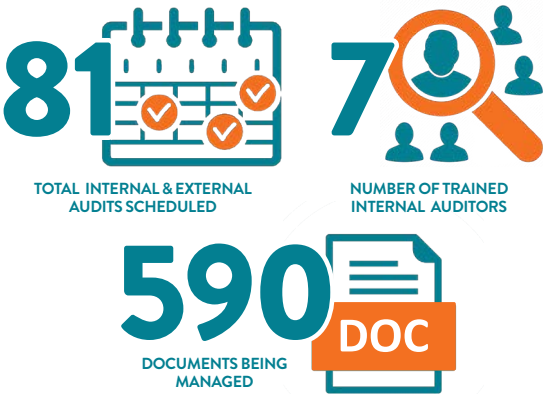 81
TOTAL INTERNAL & EXTERNAL
AUDITS SCHEDULED
7
NUMBER OF TRAINED
INTERNAL AUDITORS
590
DOC
DOCUMENTS BEING
MANAGED